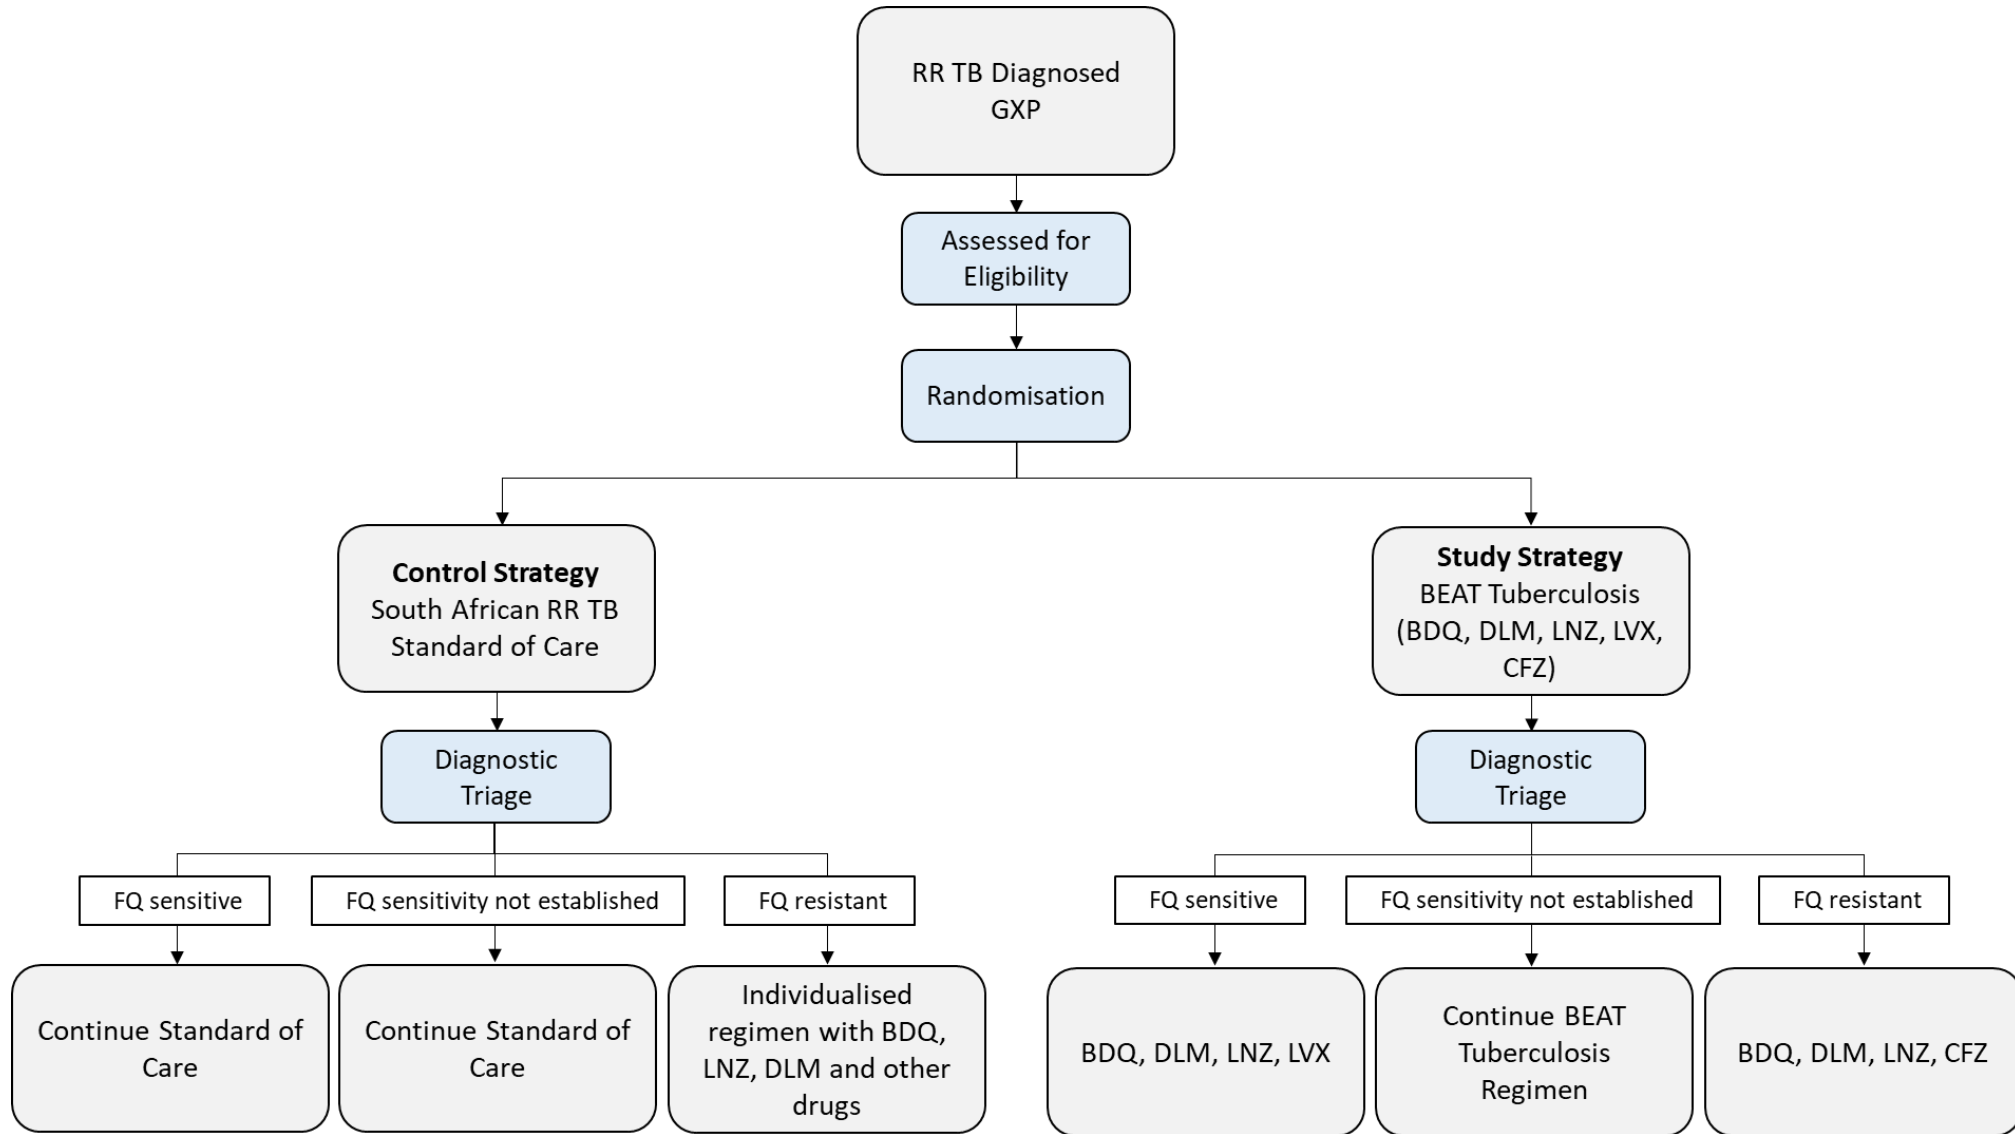 RR TB Diagnosed
GXP
Assessed for
Eligibility
Randomisation
Control Strategy
South African RR TB
Standard of Care
Study Strategy
BEAT Tuberculosis
(BDQ, DLM, LNZ, LVX,
CFZ)
Diagnostic
Triage
Diagnostic
Triage
FQ sensitive
FQ sensitivity not established
FQ resistant
FQ sensitive
FQ sensitivity not established
FQ resistant
Continue Standard of
Care
Continue Standard of
Care
Individualised
regimen with BDQ,
LNZ, DLM and other
drugs
BDQ, DLM, LNZ, LVX
Continue BEAT
Tuberculosis
Regimen
BDQ, DLM, LNZ, CFZ